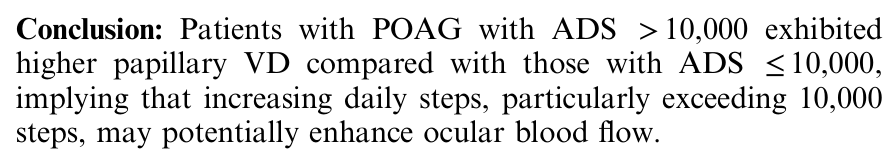 Conclusion: Patients with POAG with ADS >10,000 exhibited
higher papillary VD compared with those with ADS ≤10,000,
implying that increasing daily steps, particularly exceeding 10,000
steps, may potentially enhance ocular blood flow.